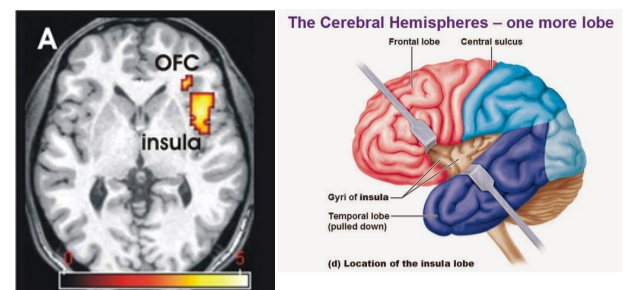 A
OFC
insula
0
5
The Cerebral Hemispheres – one more lobe
Frontal lobe
Central sulcus
Gyri of insula
Temporal lobe
(pulled down)
(d) Location of the insula lobe